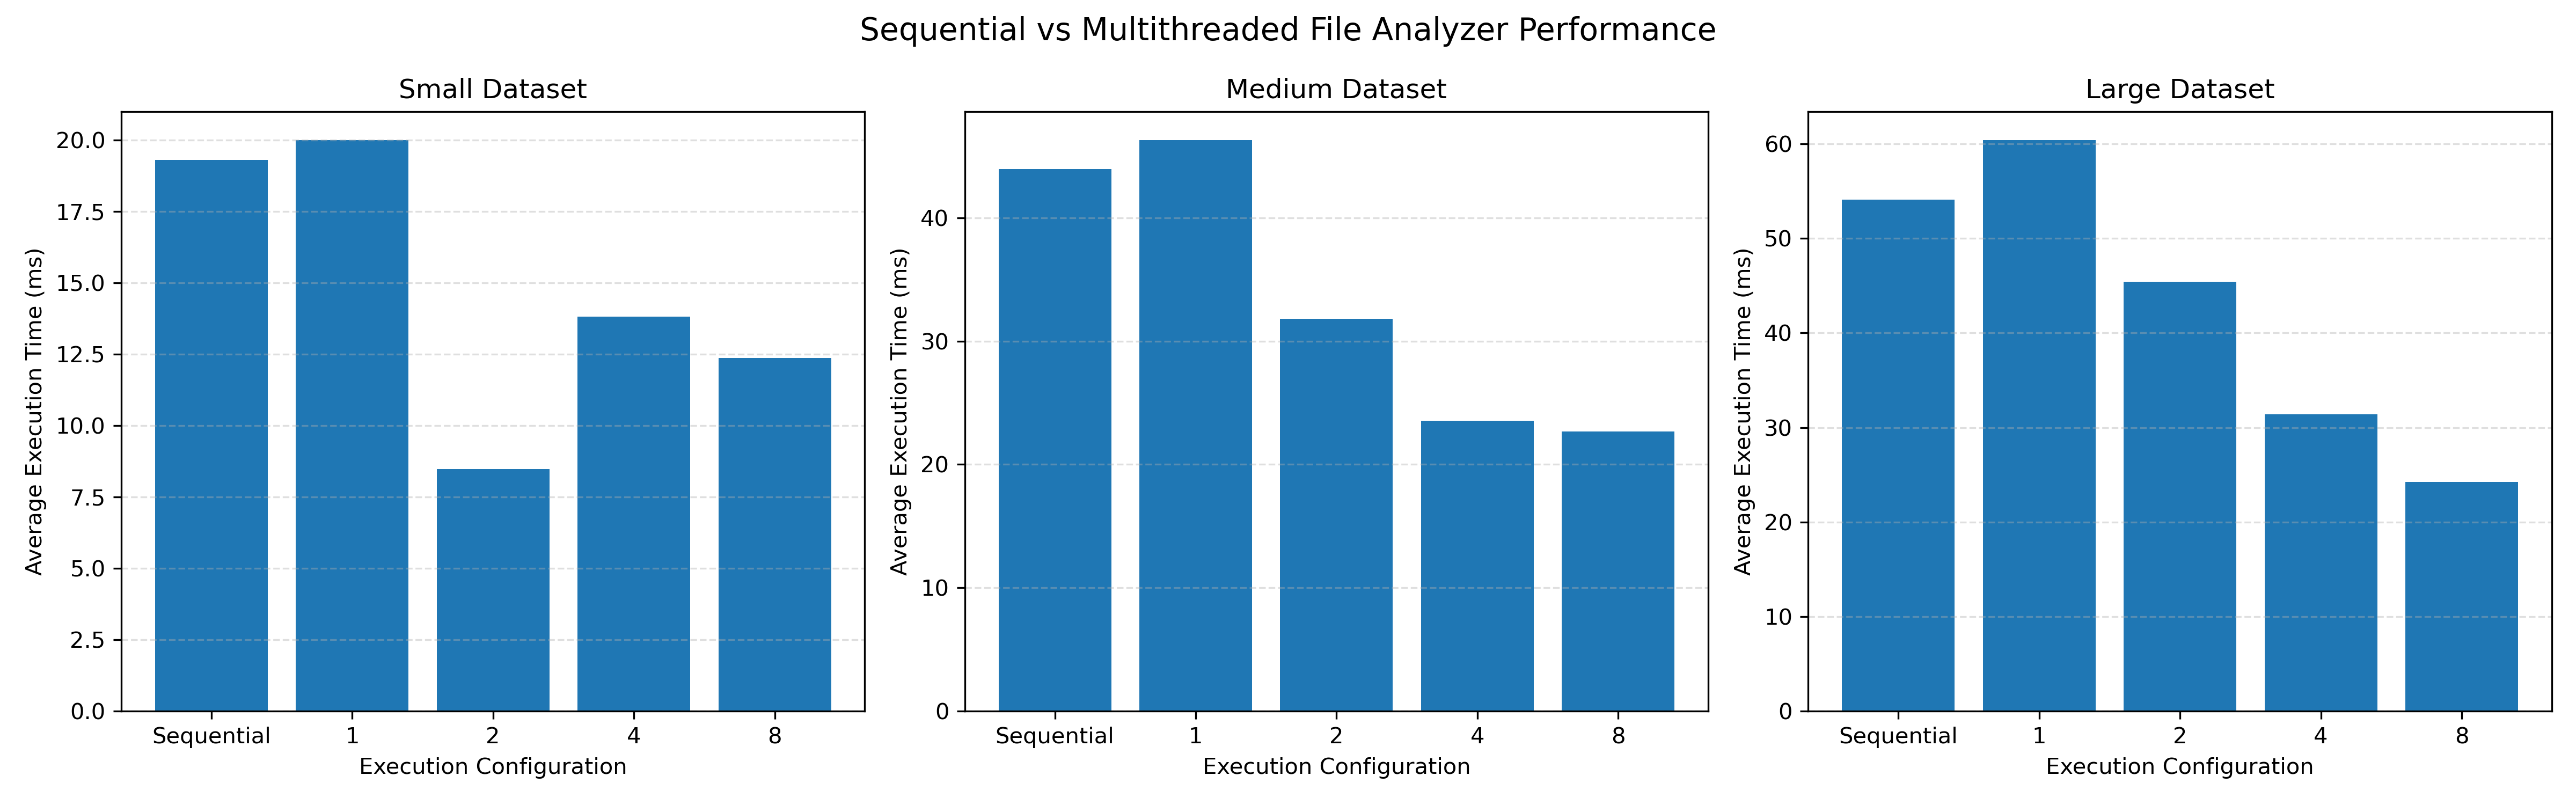 Sequential vs Multithreaded File Analyzer Performance
Small Dataset
Average Execution Time (ms)
20.0
17.5
15.0
12.5
10.0
7.5
5.0
2.5
0.0
Sequential 1 2 4 8
Execution Configuration
Medium Dataset
Average Execution Time (ms)
40
30
20
10
0
Sequential 1 2 4 8
Execution Configuration
Large Dataset
Average Execution Time (ms)
60
50
40
30
20
10
0
Sequential 1 2 4 8
Execution Configuration